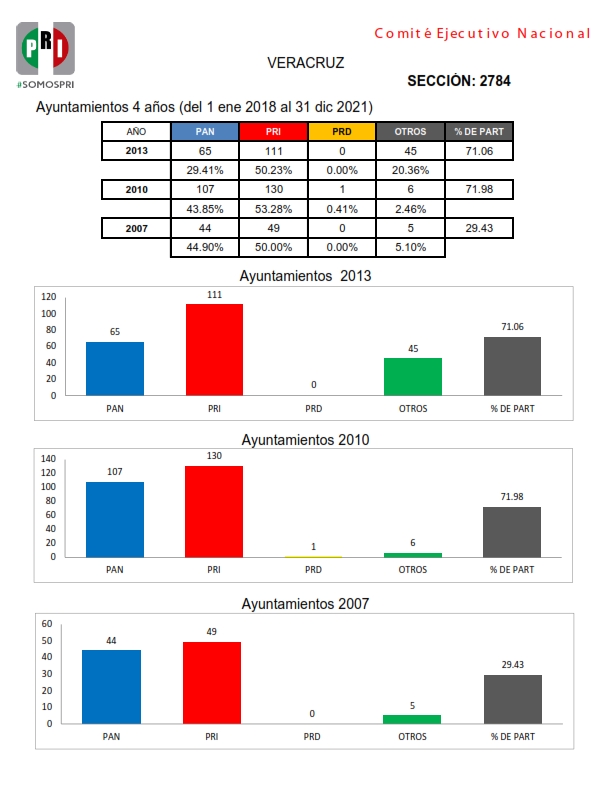 Comité Ejecutivo Nacional
PRI
#SOMOSPRI
VERACRUZ
SECCIÓN: 2784
Ayuntamientos 4 años (del 1 ene 2018 al 31 dic 2021)
AÑO PAN PRI PRD OTROS % DE PART
2013 65 111 0 45 71.06
29.41% 50.23% 0.00% 20.36%
2010 107 130 1 6 71.98
43.85% 53.28% 0.41% 2.46%
2007 44 49 0 5 29.43
44.90% 50.00% 0.00% 5.10%
Ayuntamientos 2013
120
100
80
60
40
20
0
65 111 0 45 71.06
PAN PRI PRD OTROS % DE PART
Ayuntamientos 2010
140
120
100
80
60
40
20
0
107 130 1 6 71.98
PAN PRI PRD OTROS % DE PART
Ayuntamientos 2007
60
50
40
30
20
10
0
44 49 0 5 29.43
PAN PRI PRD OTROS % DE PART